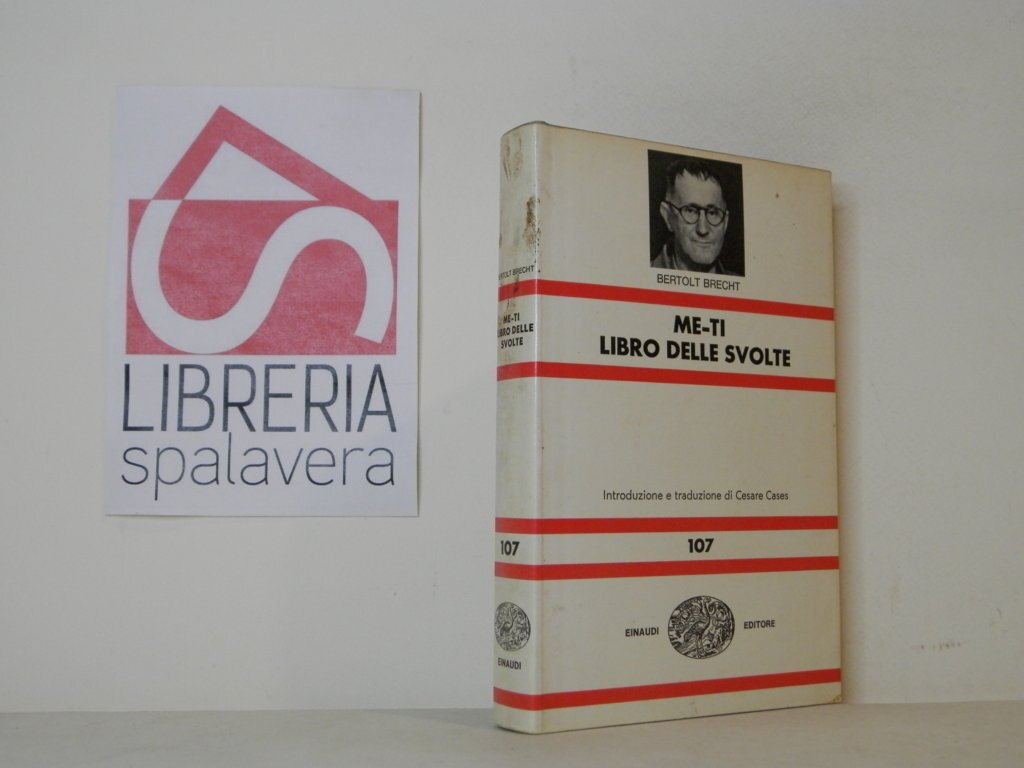 LIBRERIA
spalavera
BERTOLT BRECHT
ME-TI
LIBRO DELLE
SVOLTE
107
EINAUDI
BERTOLT BRECHT
ME-TI
LIBRO DELLE SVOLTE
Introduzione e traduzione di Cesare Cases
107
EINAUDI EDITORE